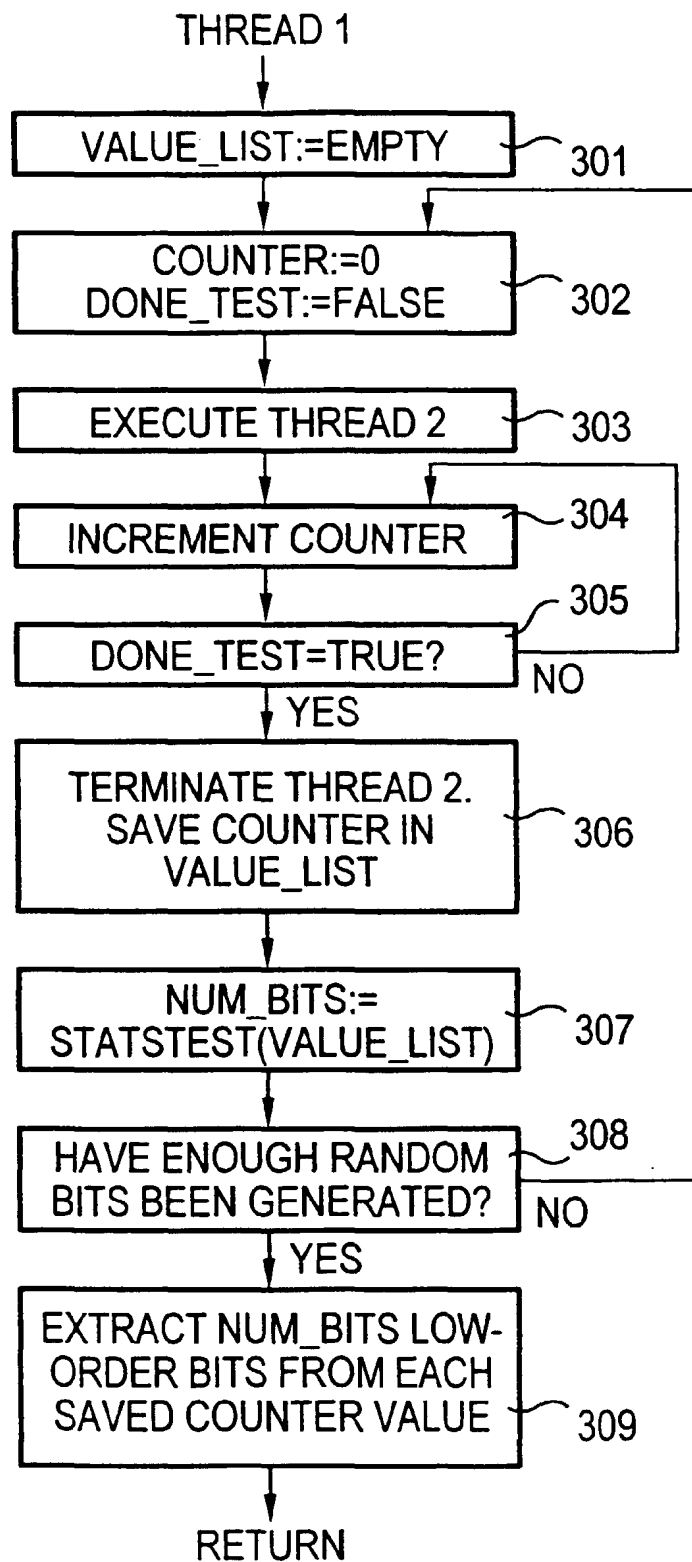 THREAD 1
VALUE_LIST:=EMPTY
301
COUNTER:=0
DONE_TEST:=FALSE
302
EXECUTE THREAD 2
303
INCREMENT COUNTER
304
DONE_TEST=TRUE?
305
NO
YES
TERMINATE THREAD 2.
SAVE COUNTER IN
VALUE_LIST
306
NUM_BITS:=
STATSTEST(VALUE_LIST)
307
HAVE ENOUGH RANDOM
BITS BEEN GENERATED?
308
NO
YES
EXTRACT NUM_BITS LOW-
ORDER BITS FROM EACH
SAVED COUNTER VALUE
309
RETURN